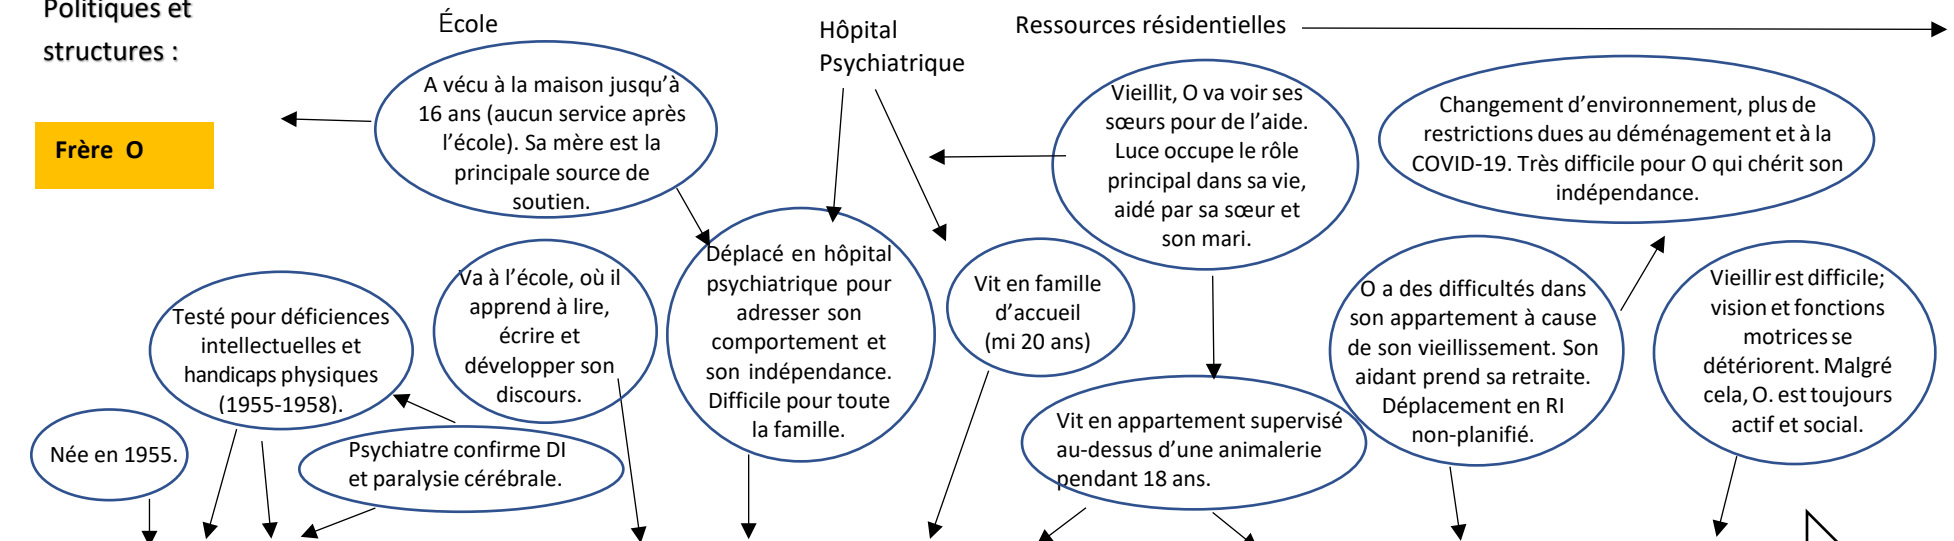 Politiques et
structures :
École
Hôpital
Psychiatrique
Ressources résidentielles
Frère O
A vécu à la maison jusqu’à
16 ans (aucun service après
l’école). Sa mère est la
principale source de
soutien.
Vieillit, O va voir ses
sœurs pour de l’aide.
Luce occupe le rôle
principal dans sa vie,
aidé par sa sœur et
son mari.
Changement d’environnement, plus de
restrictions dues au déménagement et à la
COVID-19. Très difficile pour O qui chérit son
indépendance.
Née en 1955.
Testé pour déficiences
intellectuelles et
handicaps physiques
(1955-1958).
Psychiatre confirme DI
et paralysie cérébrale.
Va à l’école, où il
apprend à lire,
écrire et
développer son
discours.
Déplacé en hôpital
psychiatrique pour
adresser son
comportement et
son indépendance.
Difficile pour toute
la famille.
Vit en famille
d’accueil
(mi 20 ans)
Vit en appartement supervisé
au-dessus d’une animalerie
pendant 18 ans.
O a des difficultés dans
son appartement à cause
de son vieillissement. Son
aidant prend sa retraite.
Déplacement en RI
non-planifié.
Vieillir est difficile;
vision et fonctions
motrices se
détériorent. Malgré
cela, O. est toujours
actif et social.